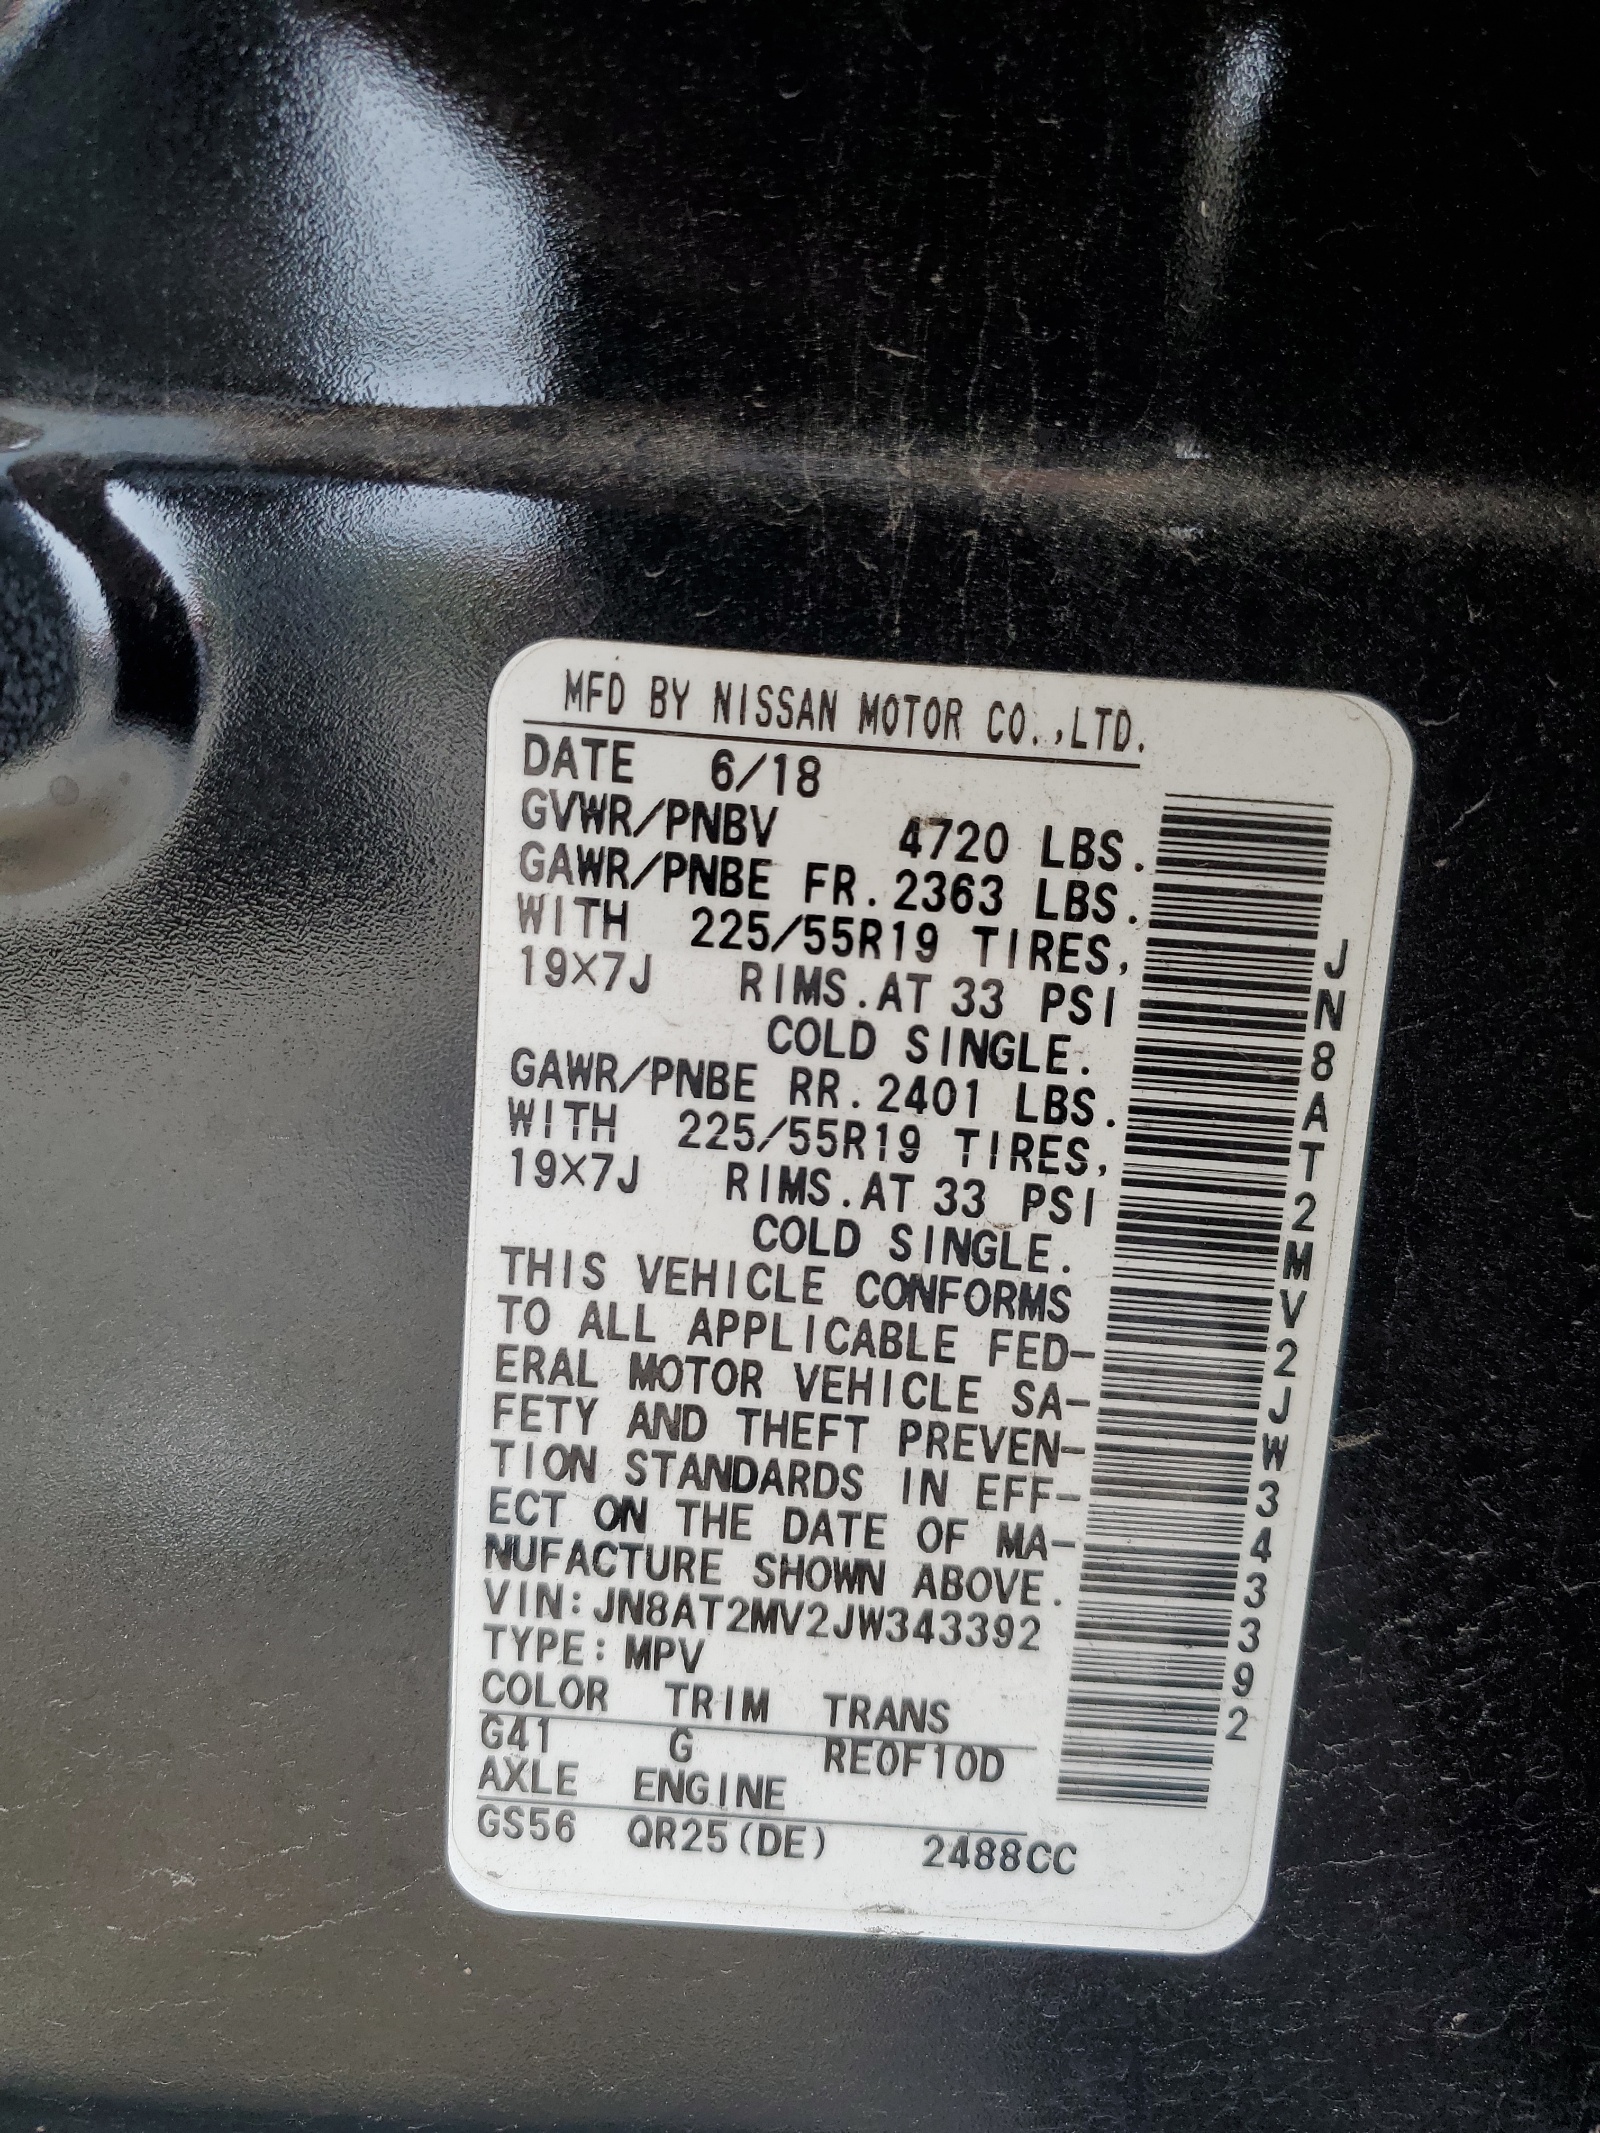 MFD BY NISSAN MOTOR CO.,LTD.
DATE 6/18
GVWR/PNBV 4720 LBS.
GAWR/PNBE FR.2363 LBS.
WITH 225/55R19 TIRES,
19X7J RIMS.AT 33 PSI
COLD SINGLE.
GAWR/PNBE RR.2401 LBS.
WITH 225/55R19 TIRES,
19X7J RIMS.AT 33 PSI
COLD SINGLE.
THIS VEHICLE CONFORMS
TO ALL APPLICABLE FED-
ERAL MOTOR VEHICLE SA-
FETY AND THEFT PREVEN-
TION STANDARDS IN EFF-
ECT ON THE DATE OF MA-
NUFACTURE SHOWN ABOVE.
VIN:JN8AT2MV2JW343392
TYPE:MPV
COLOR TRIM TRANS
G41 G RE0F10D
AXLE ENGINE
GS56 QR25(DE) 2488CC
JN8AT2MV2JW343392